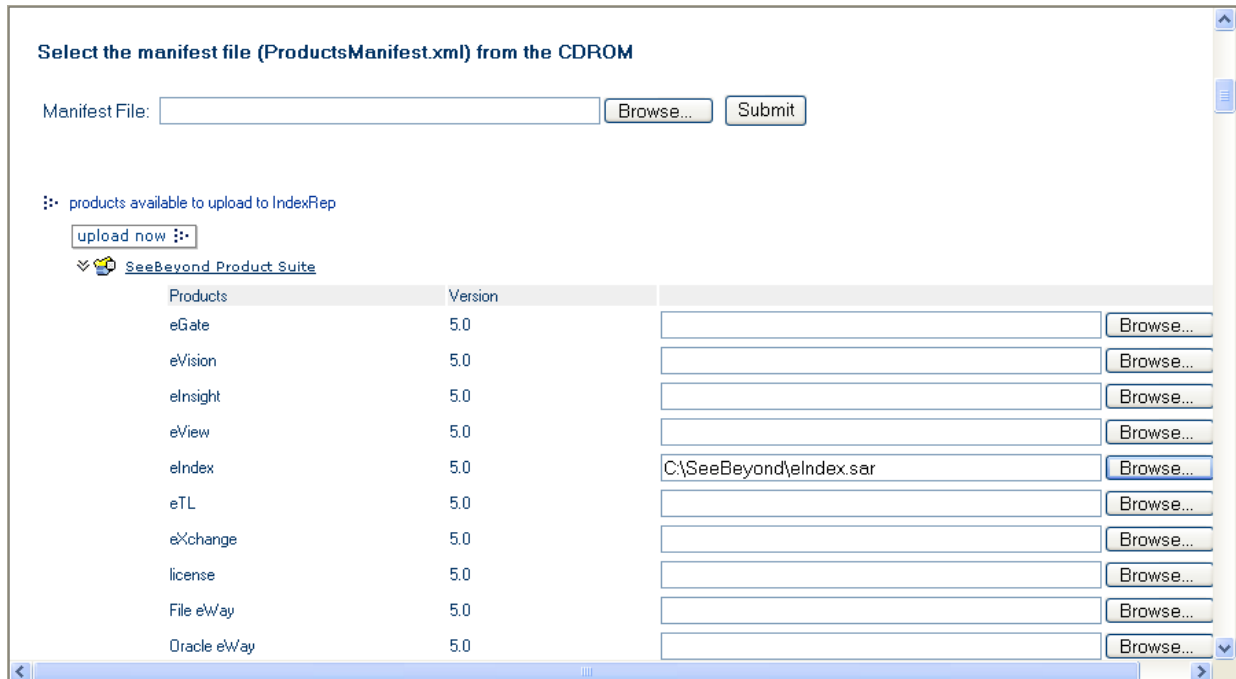 Select the manifest file (ProductsManifest.xml) from the CDROM
Manifest File: Browse... Submit
products available to upload to IndexRep
upload now
SeeBeyond Product Suite
Products Version
eGate 5.0 Browse...
eVision 5.0 Browse...
eInsight 5.0 Browse...
eView 5.0 Browse...
eIndex 5.0 C:\SeeBeyond\eIndex.sar Browse...
eTL 5.0 Browse...
eXchange 5.0 Browse...
license 5.0 Browse...
File eWay 5.0 Browse...
Oracle eWay 5.0 Browse...